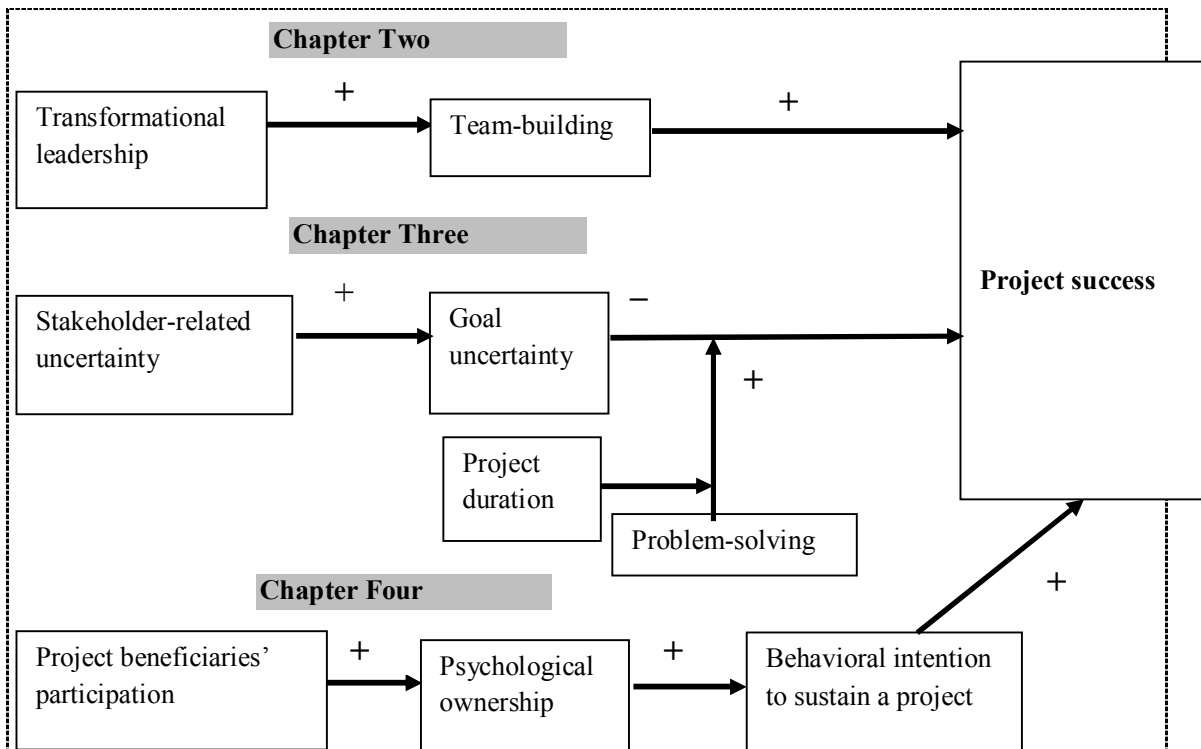 Chapter Two
+
+
Transformational
leadership
Team-building
Chapter Three
Project success
+
−
Stakeholder-related
uncertainty
Goal
uncertainty
+
Project
duration
Problem-solving
Chapter Four
+
Project beneficiaries’
participation
+
Psychological
ownership
+
Behavioral intention
to sustain a project